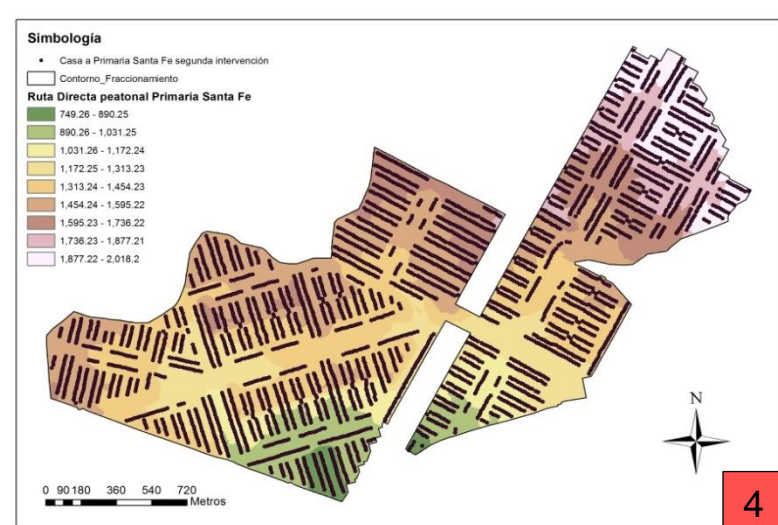 Simbología
Casa a Primaria Santa Fe segunda intervención
Contorno_Fraccionamiento
Ruta Directa peatonal Primaria Santa Fe
749.26 - 890.25
890.26 - 1,031.25
1,031.26 - 1,172.24
1,172.25 - 1,313.23
1,313.24 - 1,454.23
1,454.24 - 1,595.22
1,595.23 - 1,736.22
1,736.23 - 1,877.21
1,877.22 - 2,018.2
N
0 90 180 360 540 720
Metros
4